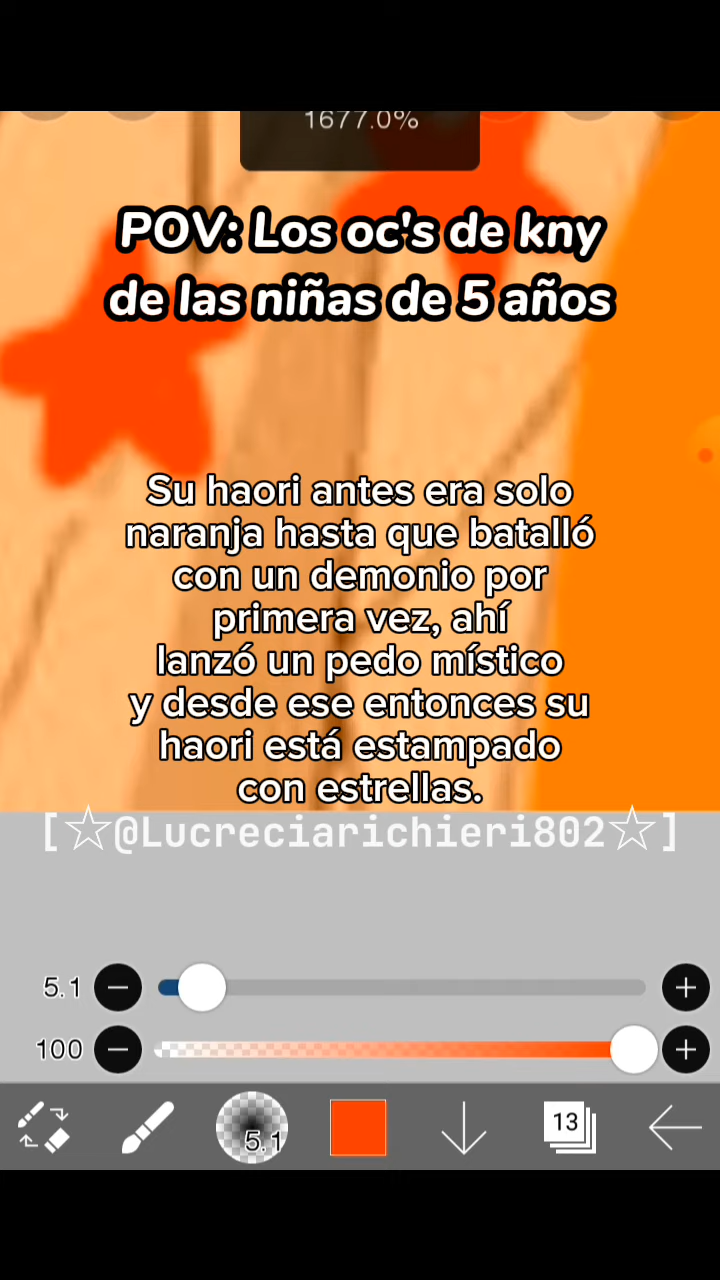 1677.0%
POV: Los oc's de kny
de las niñas de 5 años
Su haori antes era solo
naranja hasta que batalló
con un demonio por
primera vez, ahí
lanzó un pedo místico
y desde ese entonces su
haori está estampado
con estrellas.
[☆@Lucreciarichieri802☆]
5.1
100
5.1
13